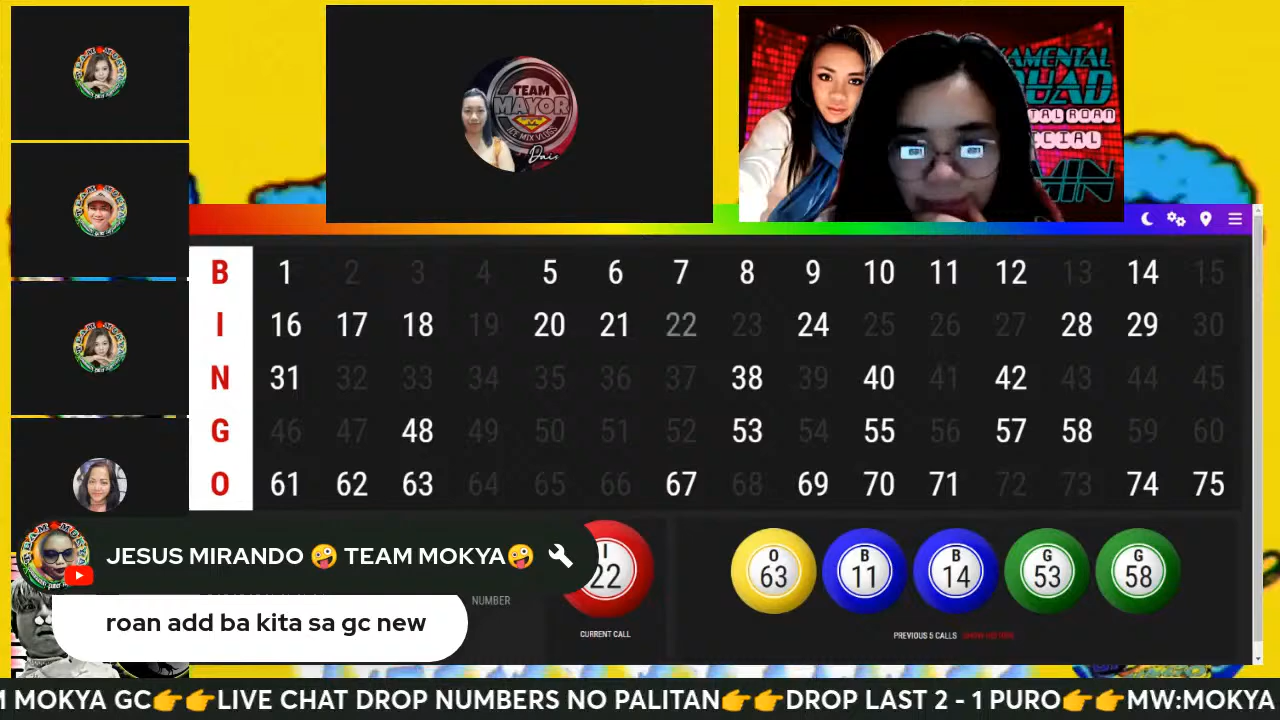 TEAM
MAYOR
KAMENTAL
QUAD
TAL ROAN
CIAL
MIN
B 1 2 3 4 5 6 7 8 9 10 11 12 13 14 15
I 16 17 18 19 20 21 22 23 24 25 26 27 28 29 30
N 31 32 33 34 35 36 37 38 39 40 41 42 43 44 45
G 46 47 48 49 50 51 52 53 54 55 56 57 58 59 60
O 61 62 63 64 65 66 67 68 69 70 71 72 73 74 75
JESUS MIRANDO 🤪 TEAM MOKYA🤪
roan add ba kita sa gc new
NUMBER
I
22
CURRENT CALL
O
63
B
11
B
14
G
53
G
58
PREVIOUS 5 CALLS
M MOKYA GC👉👉LIVE CHAT DROP NUMBERS NO PALITAN👉👉DROP LAST 2 - 1 PURO👉👉MW:MOKYA